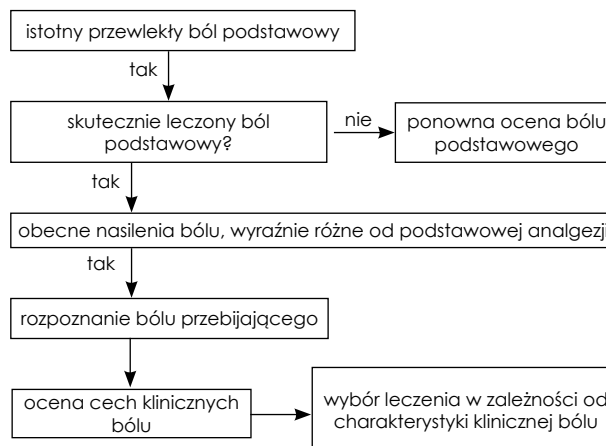 istotny przewlekły ból podstawowy
tak
skutecznie leczony ból
podstawowy?
nie
ponowna ocena bólu
podstawowego
tak
obecne nasilenia bólu, wyraźnie różne od podstawowej analgezji
tak
rozpoznanie bólu przebijającego
ocena cech klinicznych
bólu
wybór leczenia w zależności od
charakterystyki klinicznej bólu